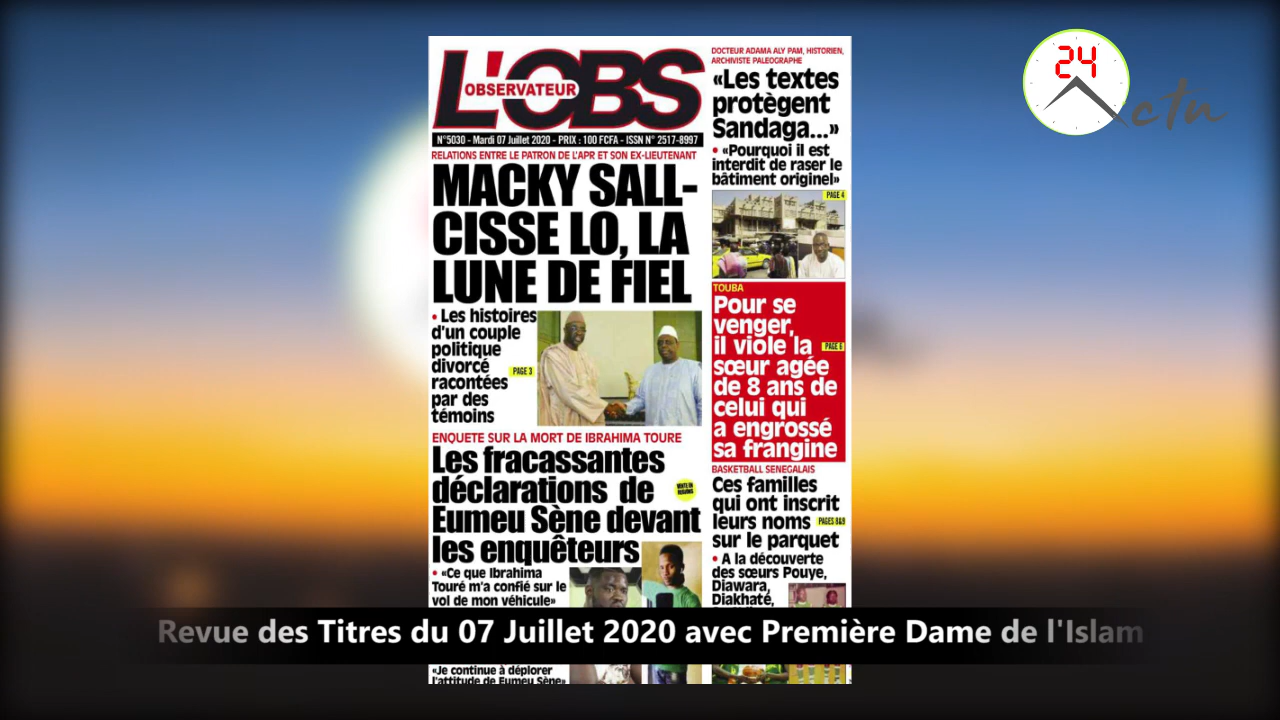 L'OBS
OBSERVATEUR
N°5030 - Mardi 07 Juillet 2020 - PRIX : 100 FCFA - ISSN N° 2517-8997
RELATIONS ENTRE LE PATRON DE L'APR ET SON EX-LIEUTENANT
MACKY SALL-
CISSE LO, LA
LUNE DE FIEL
• Les histoires
d'un couple
politique
divorcé
racontées
par des
témoins
PAGE 3
ENQUETE SUR LA MORT DE IBRAHIMA TOURE
Les fracassantes
déclarations de
Eumeu Sène devant
les enquêteurs
• «Ce que Ibrahima
Touré m'a confié sur le
vol de mon véhicule»
«Je continue à déplorer
l'attitude de Eumeu Sène»
DOCTEUR ADAMA ALY PAM, HISTORIEN,
ARCHIVISTE PALEOGRAPHE
«Les textes
protègent
Sandaga...»
• «Pourquoi il est
interdit de raser le
bâtiment originel»
PAGE 4
TOUBA
Pour se
venger,
il viole la
sœur agée
de 8 ans de
celui qui
a engrossé
sa frangine
PAGE 6
BASKETBALL SENEGALAIS
Ces familles
qui ont inscrit
leurs noms
sur le parquet
PAGES 8&9
• A la découverte
des sœurs Pouye,
Diawara,
Diakhaté,
24
Actu
Revue des Titres du 07 Juillet 2020 avec Première Dame de l'Islam